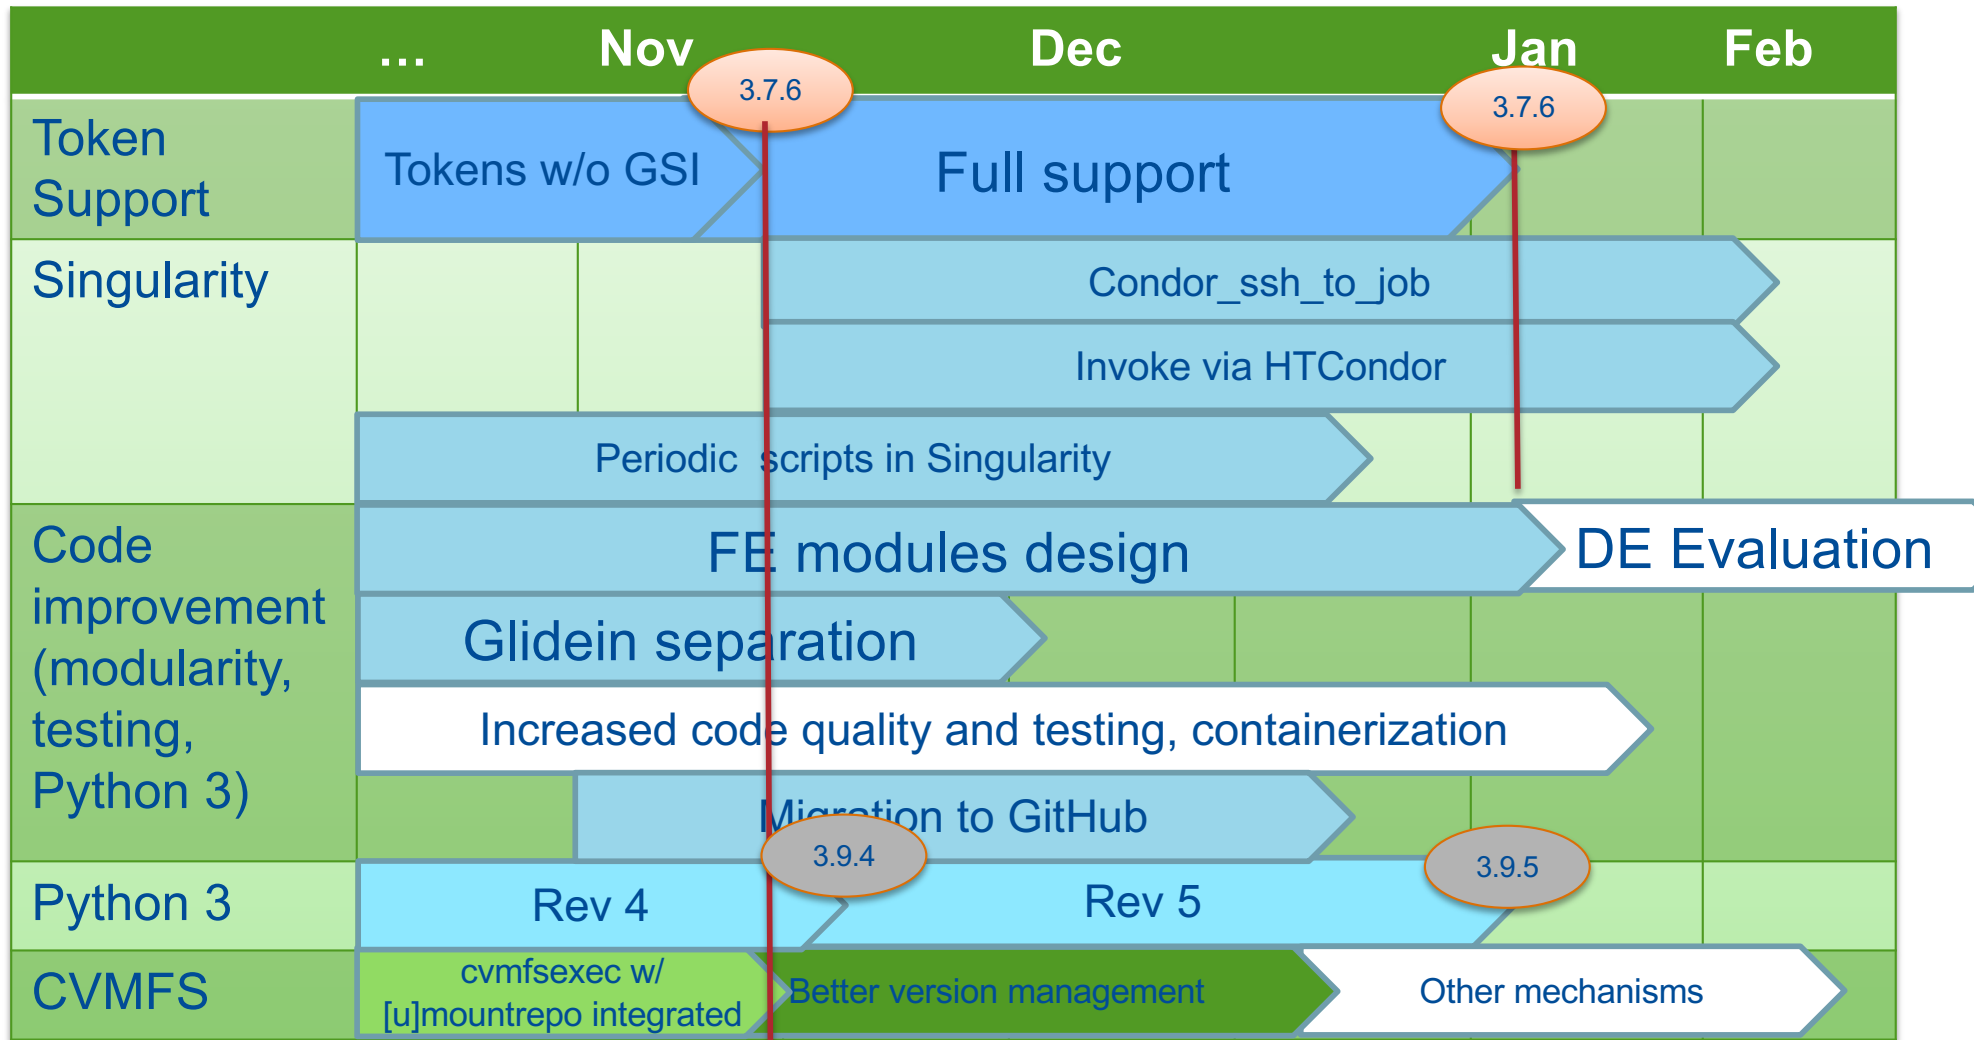 … Nov Dec Jan Feb
3.7.6
3.7.6
Token
Support
Tokens w/o GSI
Full support
Singularity
Condor_ssh_to_job
Invoke via HTCondor
Periodic scripts in Singularity
Code
improvement
(modularity,
testing,
Python 3)
FE modules design
DE Evaluation
Glidein separation
Increased code quality and testing, containerization
Migration to GitHub
3.9.4
3.9.5
Python 3
Rev 4
Rev 5
CVMFS
cvmfsexec w/
[u]mountrepo integrated
Better version management
Other mechanisms